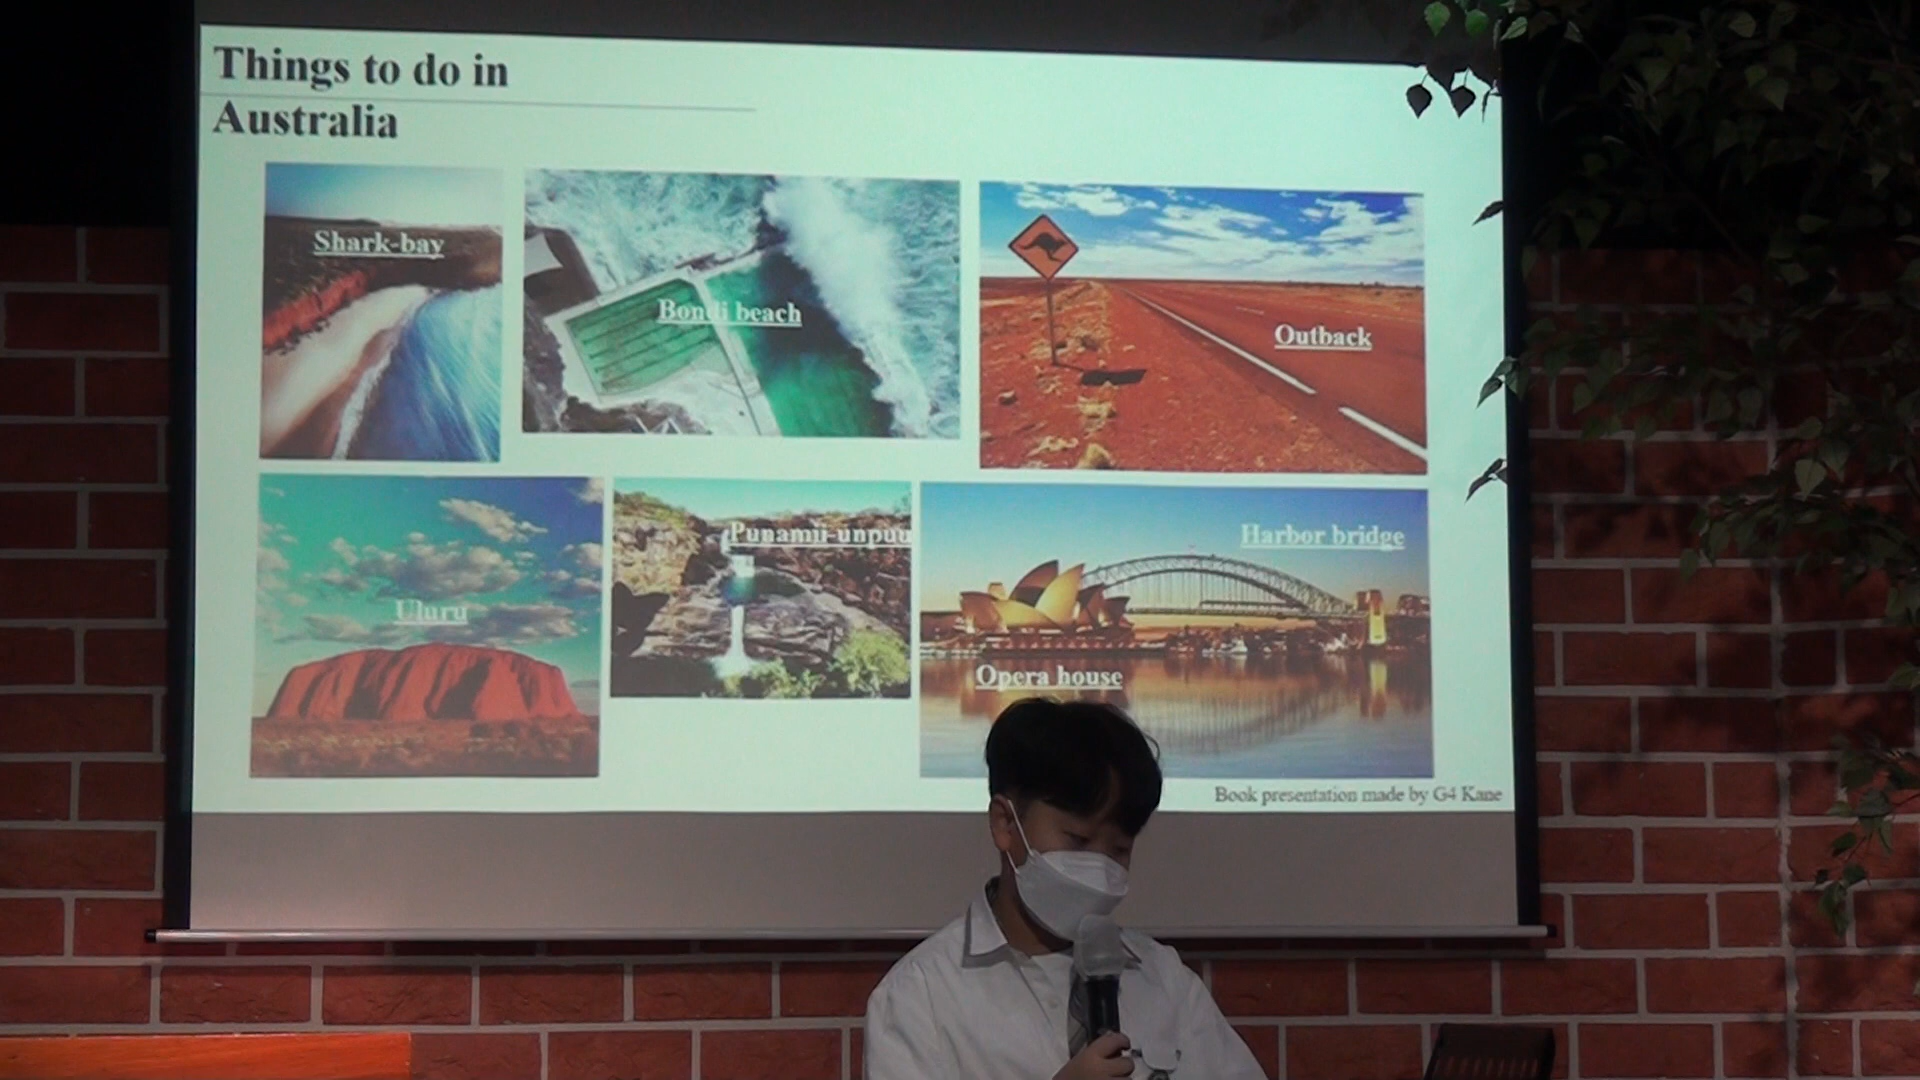 Things to do in
Australia
Shark-bay
Bondi beach
Outback
Uluru
Punamii-unpuu
Harbor bridge
Opera house
Book presentation made by G4 Kane